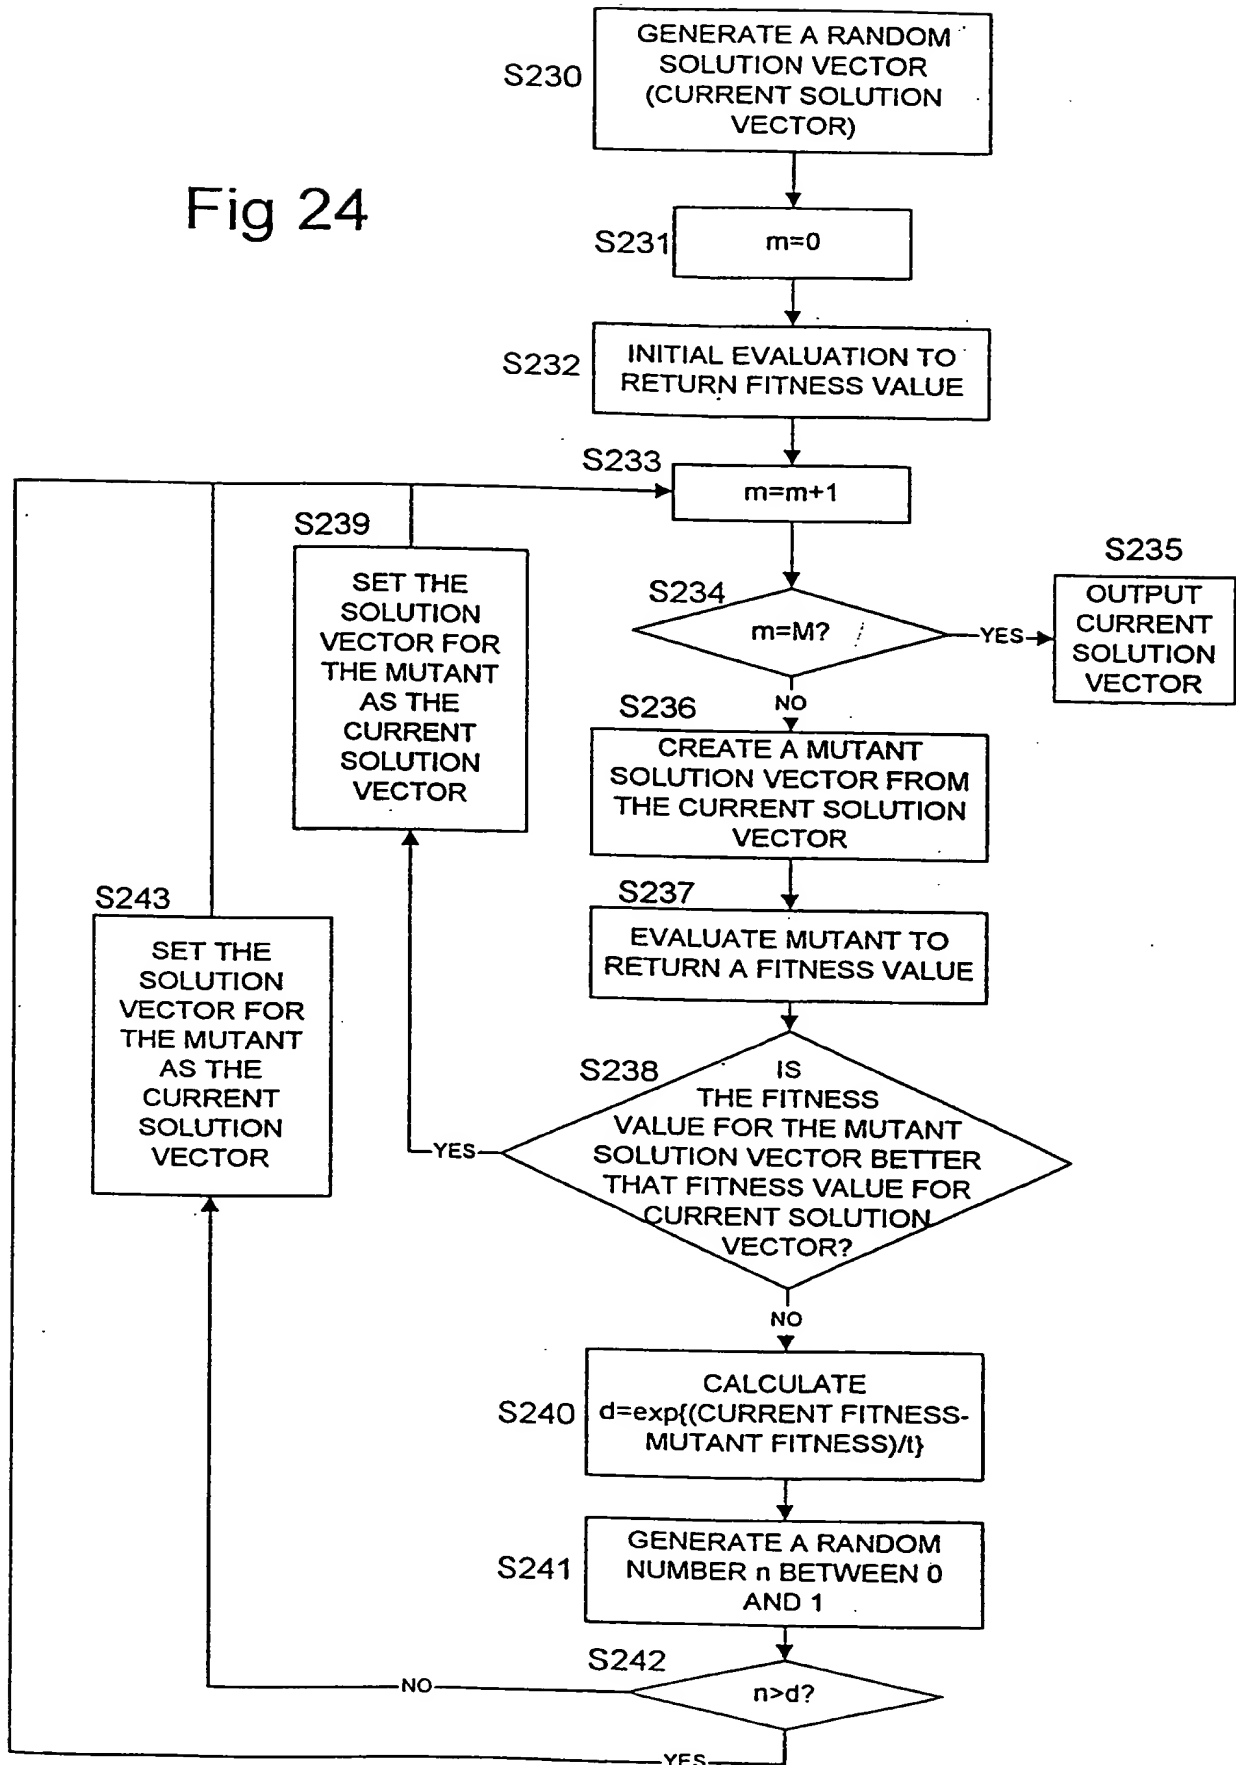 GENERATE A RANDOM
SOLUTION VECTOR
(CURRENT SOLUTION
VECTOR)
S230
Fig 24
S231
m=0
S232
INITIAL EVALUATION TO
RETURN FITNESS VALUE
S233
m=m+1
S239
SET THE
SOLUTION
VECTOR FOR
THE MUTANT
AS THE
CURRENT
SOLUTION
VECTOR
S234
m=M?
YES
S235
OUTPUT
CURRENT
SOLUTION
VECTOR
NO
S236
CREATE A MUTANT
SOLUTION VECTOR FROM
THE CURRENT SOLUTION
VECTOR
S237
EVALUATE MUTANT TO
RETURN A FITNESS VALUE
S243
SET THE
SOLUTION
VECTOR FOR
THE MUTANT
AS THE
CURRENT
SOLUTION
VECTOR
S238
IS
THE FITNESS
VALUE FOR THE MUTANT
SOLUTION VECTOR BETTER
THAT FITNESS VALUE FOR
CURRENT SOLUTION
VECTOR?
YES
NO
S240
CALCULATE
d=exp{(CURRENT FITNESS-
MUTANT FITNESS)/t}
S241
GENERATE A RANDOM
NUMBER n BETWEEN 0
AND 1
S242
n>d?
NO
YES